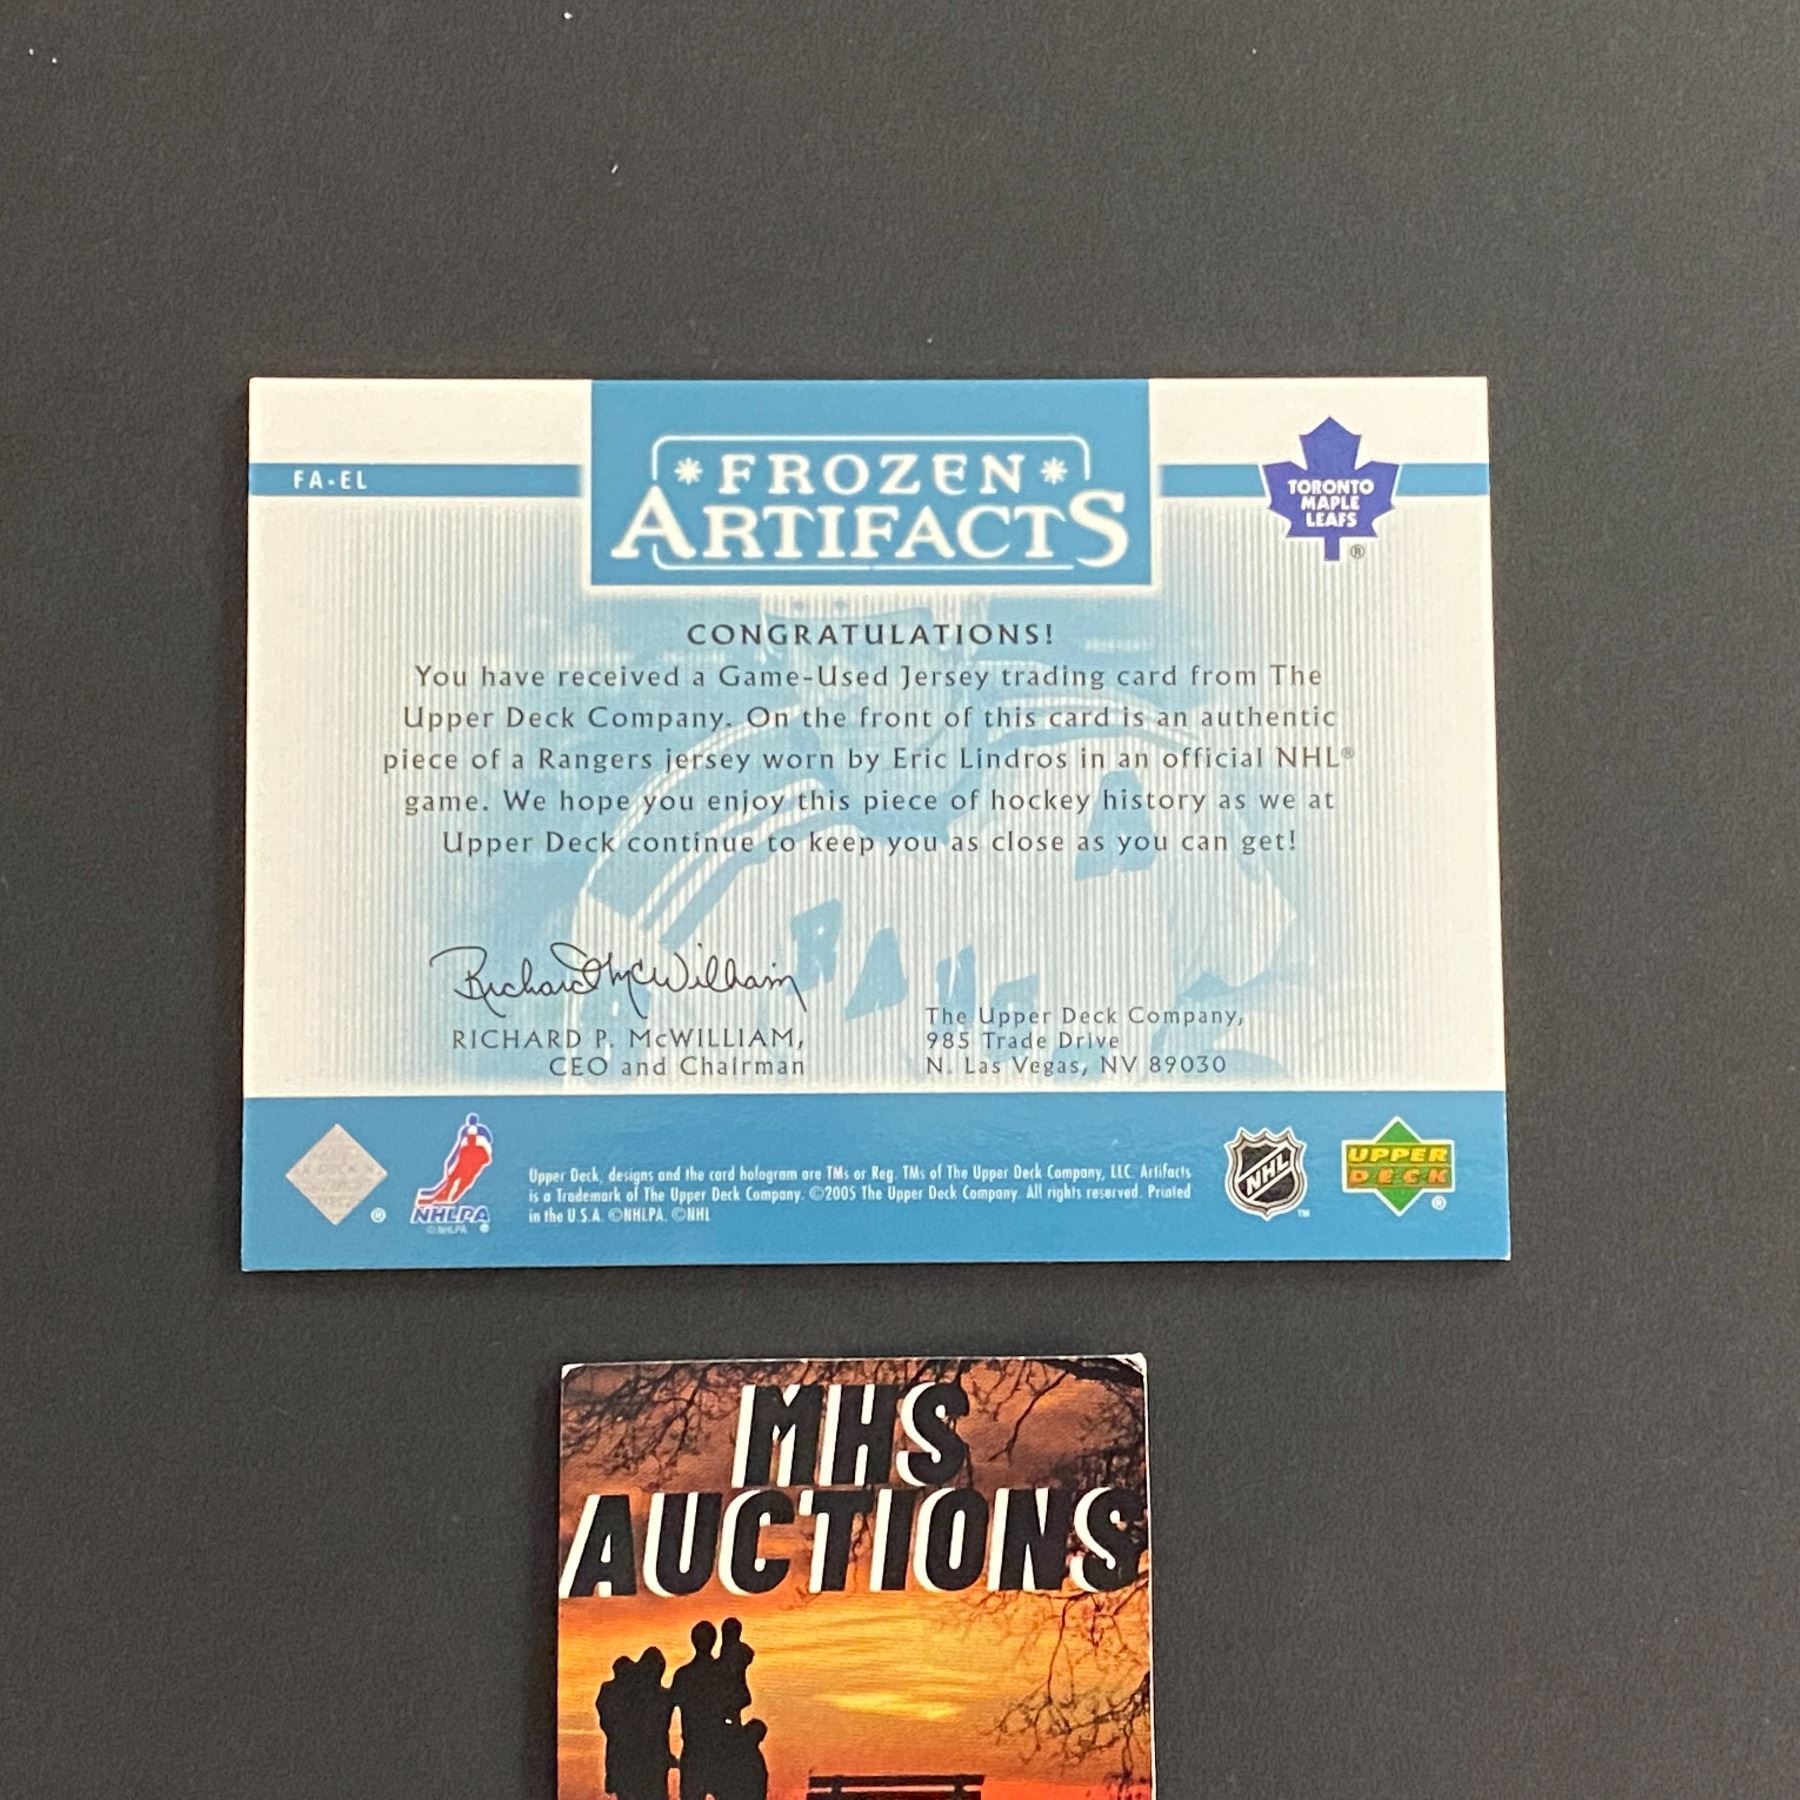 FA-EL
FROZEN
ARTIFACTS
TORONTO
MAPLE
LEAFS
®
CONGRATULATIONS!
You have received a Game-Used Jersey trading card from The
Upper Deck Company. On the front of this card is an authentic
piece of a Rangers jersey worn by Eric Lindros in an official NHL®
game. We hope you enjoy this piece of hockey history as we at
Upper Deck continue to keep you as close as you can get!
Richard McWilliam
RICHARD P. McWILLIAM,
CEO and Chairman
The Upper Deck Company,
985 Trade Drive
N. Las Vegas, NV 89030
®
NHLPA
©NHLPA ®
Upper Deck, designs and the card hologram are TMs or Reg. TMs of The Upper Deck Company, LLC. Artifacts
is a Trademark of The Upper Deck Company. ©2005 The Upper Deck Company. All rights reserved. Printed
in the U.S.A. ©NHLPA. ©NHL
NHL
TM
UPPER
DECK
®
MHS
AUCTIONS